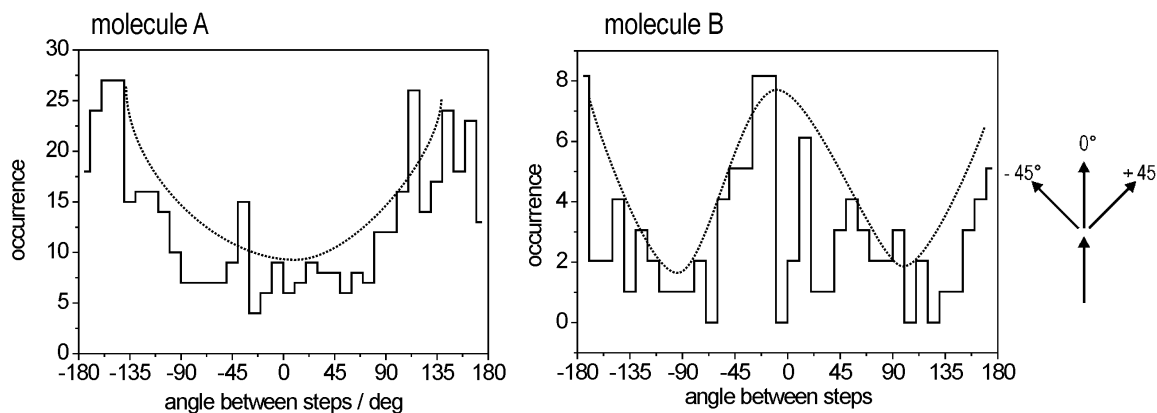 molecule A
30
25
20
15
10
5
0
occurrence
-180 -135 -90 -45 0 45 90 135 180
angle between steps / deg
molecule B
8
6
4
2
0
occurrence
-180 -135 -90 -45 0 45 90 135 180
angle between steps
0°
- 45° + 45